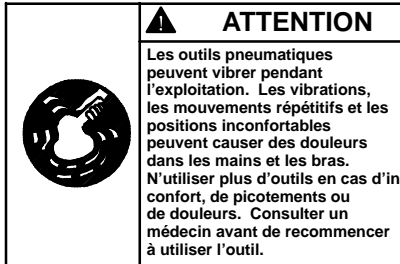 ATTENTION
Les outils pneumatiques
peuvent vibrer pendant
l'exploitation. Les vibrations,
les mouvements répétitifs et les
positions inconfortables
peuvent causer des douleurs
dans les mains et les bras.
N'utiliser plus d'outils en cas d'in
confort, de picotements ou
de douleurs. Consulter un
médecin avant de recommencer
à utiliser l'outil.